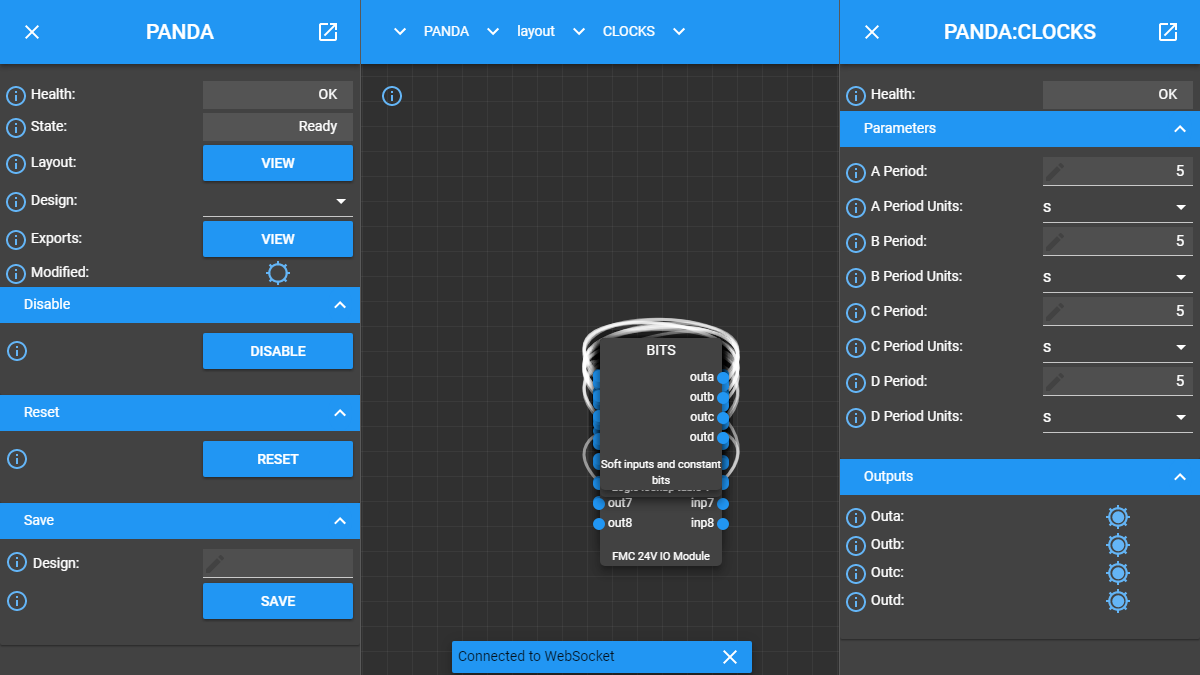 PANDA
Health:
OK
State:
Ready
Layout:
VIEW
Design:
Exports:
VIEW
Modified:
Disable
DISABLE
Reset
RESET
Save
Design:
SAVE
PANDA layout CLOCKS
BITS
outa
outb
outc
outd
Soft inputs and constant
bits
out7 inp7
out8 inp8
FMC 24V IO Module
Connected to WebSocket
PANDA:CLOCKS
Health:
OK
Parameters
A Period:
5
A Period Units:
s
B Period:
5
B Period Units:
s
C Period:
5
C Period Units:
s
D Period:
5
D Period Units:
s
Outputs
Outa:
Outb:
Outc:
Outd: